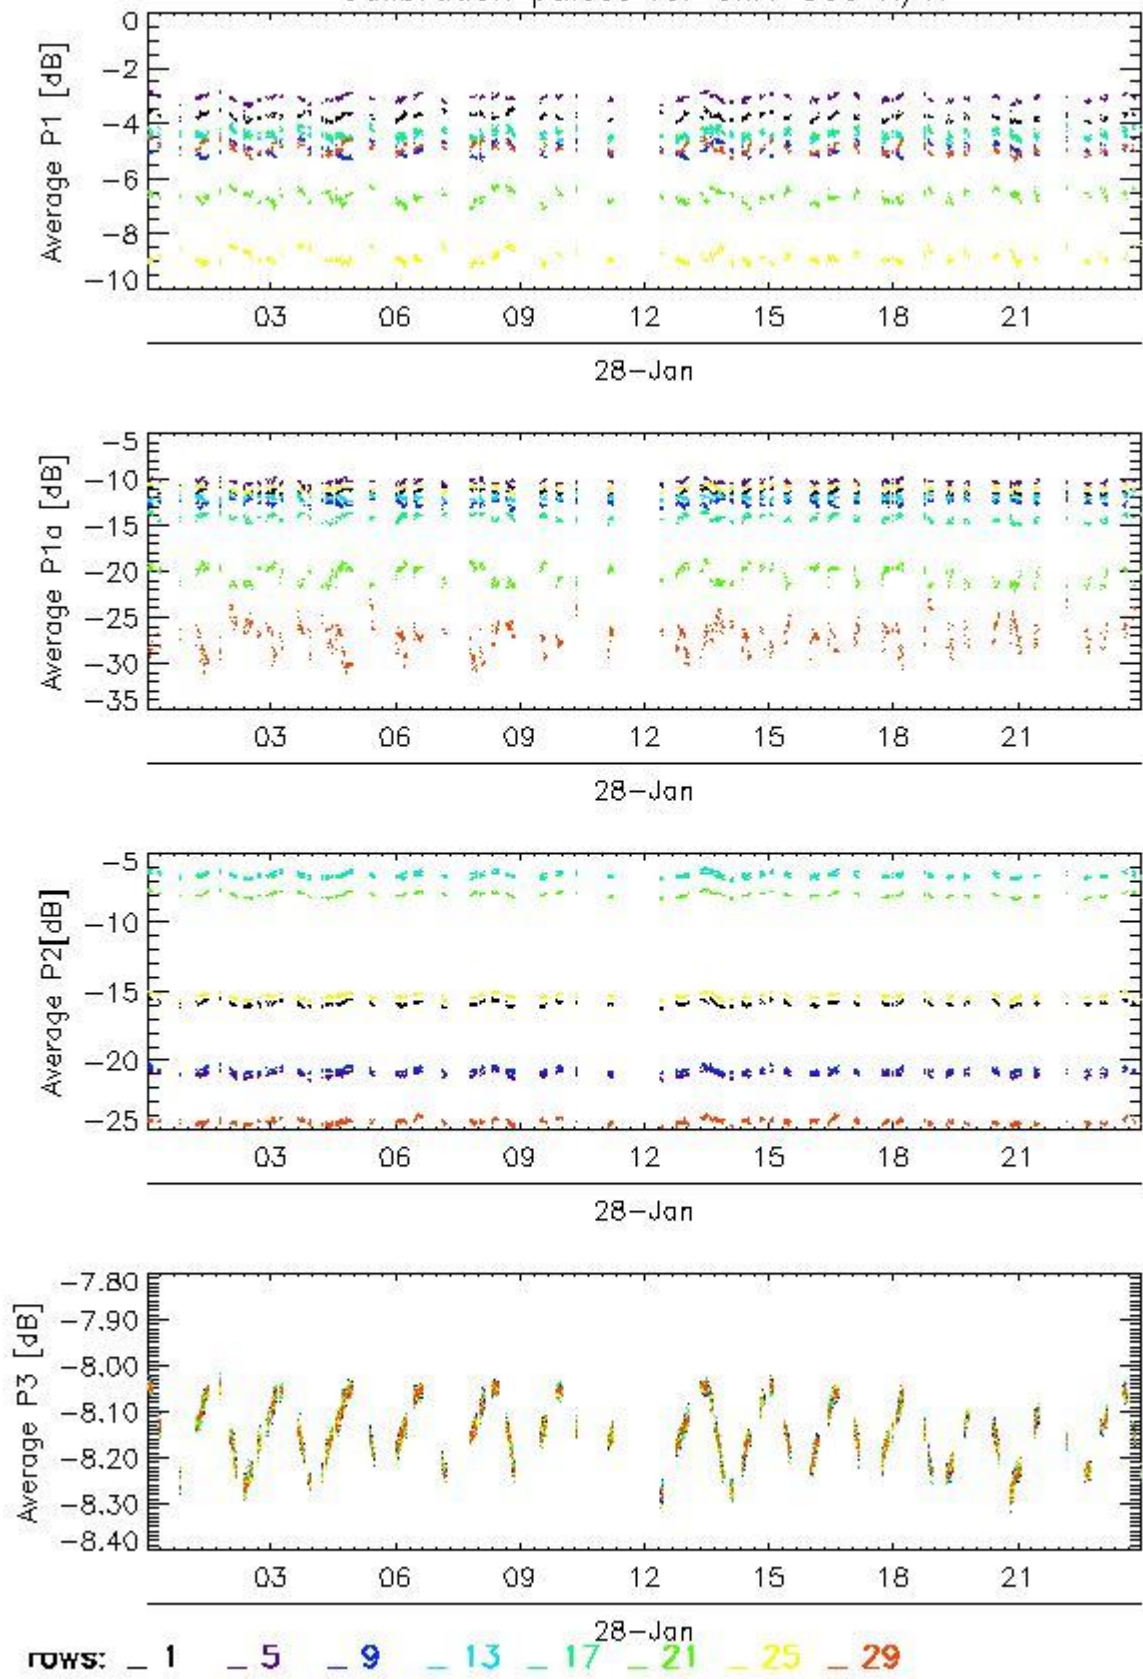 0
-2
-4
-6
-8
-10
Average P1 [dB]
03 06 09 12 15 18 21
28-Jan
-5
-10
-15
-20
-25
-30
-35
Average P1a [dB]
03 06 09 12 15 18 21
28-Jan
-5
-10
-15
-20
-25
Average P2[dB]
03 06 09 12 15 18 21
28-Jan
-7.80
-7.90
-8.00
-8.10
-8.20
-8.30
-8.40
Average P3 [dB]
03 06 09 12 15 18 21
28-Jan
rows: _ 1 _ 5 _ 9 _ 13 _ 17 _ 21 _ 25 _ 29